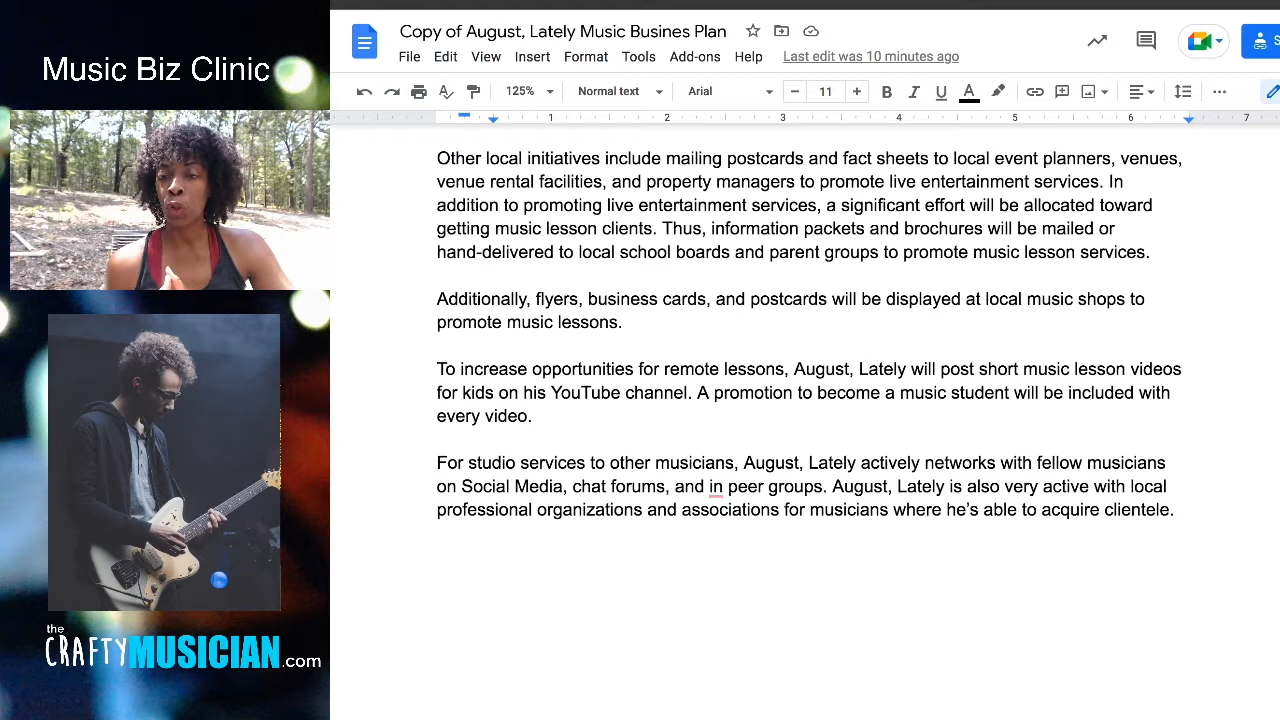 Music Biz Clinic
the
CRAFTYMUSICIAN.com
Copy of August, Lately Music Busines Plan
File Edit View Insert Format Tools Add-ons Help Last edit was 10 minutes ago
S
125% Normal text Arial − 11 + B I U A
1 2 3 4 5 6 7
Other local initiatives include mailing postcards and fact sheets to local event planners, venues,
venue rental facilities, and property managers to promote live entertainment services. In
addition to promoting live entertainment services, a significant effort will be allocated toward
getting music lesson clients. Thus, information packets and brochures will be mailed or
hand-delivered to local school boards and parent groups to promote music lesson services.
Additionally, flyers, business cards, and postcards will be displayed at local music shops to
promote music lessons.
To increase opportunities for remote lessons, August, Lately will post short music lesson videos
for kids on his YouTube channel. A promotion to become a music student will be included with
every video.
For studio services to other musicians, August, Lately actively networks with fellow musicians
on Social Media, chat forums, and in peer groups. August, Lately is also very active with local
professional organizations and associations for musicians where he’s able to acquire clientele.